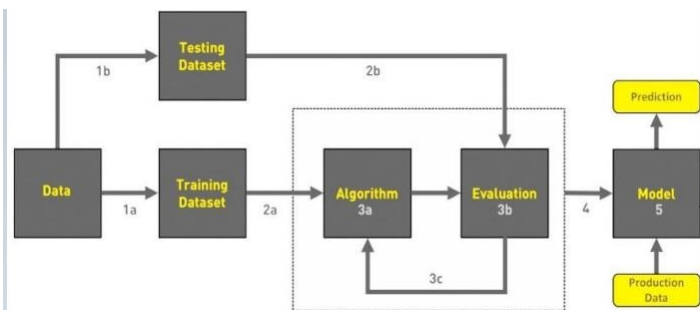 Testing
Dataset
1b
2b
Prediction
Data
1a
Training
Dataset
2a
Algorithm
3a
Evaluation
3b
4
Model
5
3c
Production
Data